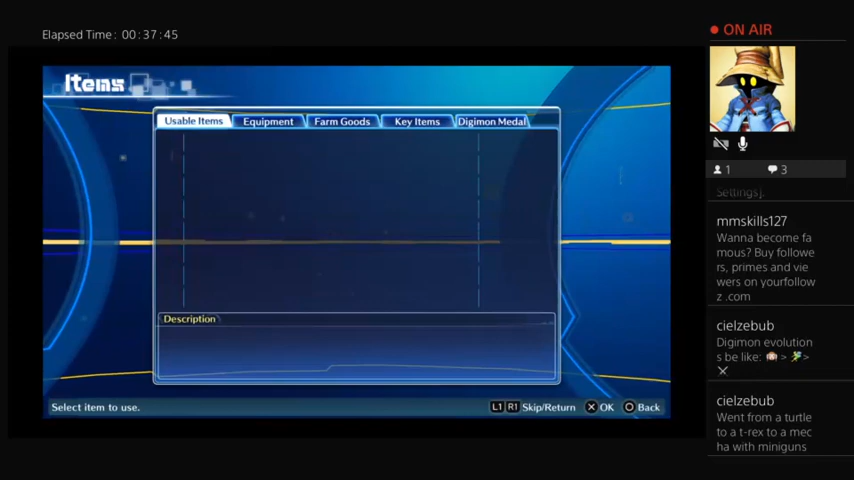 Elapsed Time: 00:37:45
ON AIR
Items
Usable Items Equipment Farm Goods Key Items Digimon Medal
1 3
Settings].
mmskills127
Wanna become fa
mous? Buy followe
rs, primes and vie
wers on yourfollow
z .com
cielzebub
Digimon evolution
s be like: 🐵 > 🧚 >
⚔
cielzebub
Went from a turtle
to a t-rex to a mec
ha with miniguns
Description
Select item to use.
L1 R1 Skip/Return OK Back